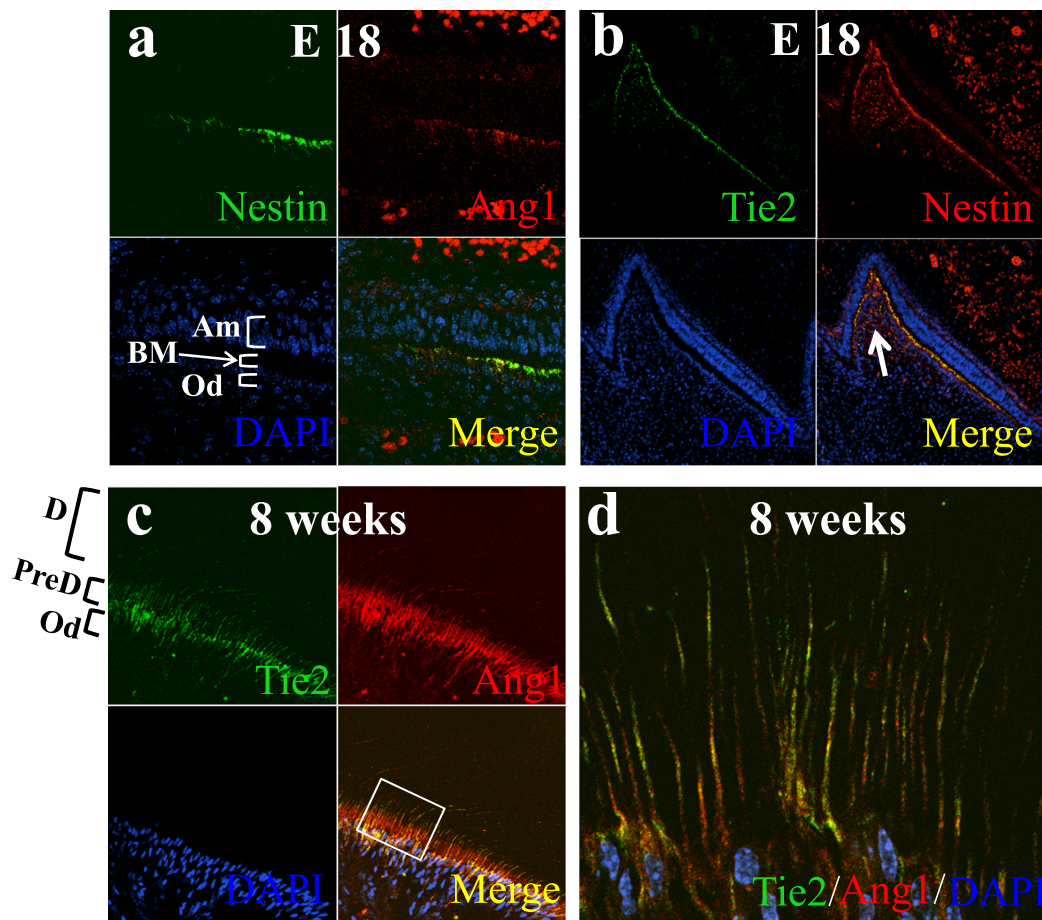 a
E 18
Nestin
Ang1
Am
BM
Od
DAPI
Merge
b
E 18
Tie2
Nestin
DAPI
Merge
D
PreD
Od
c
8 weeks
Tie2
Ang1
DAPI
Merge
d
8 weeks
Tie2/Ang1/DAPI